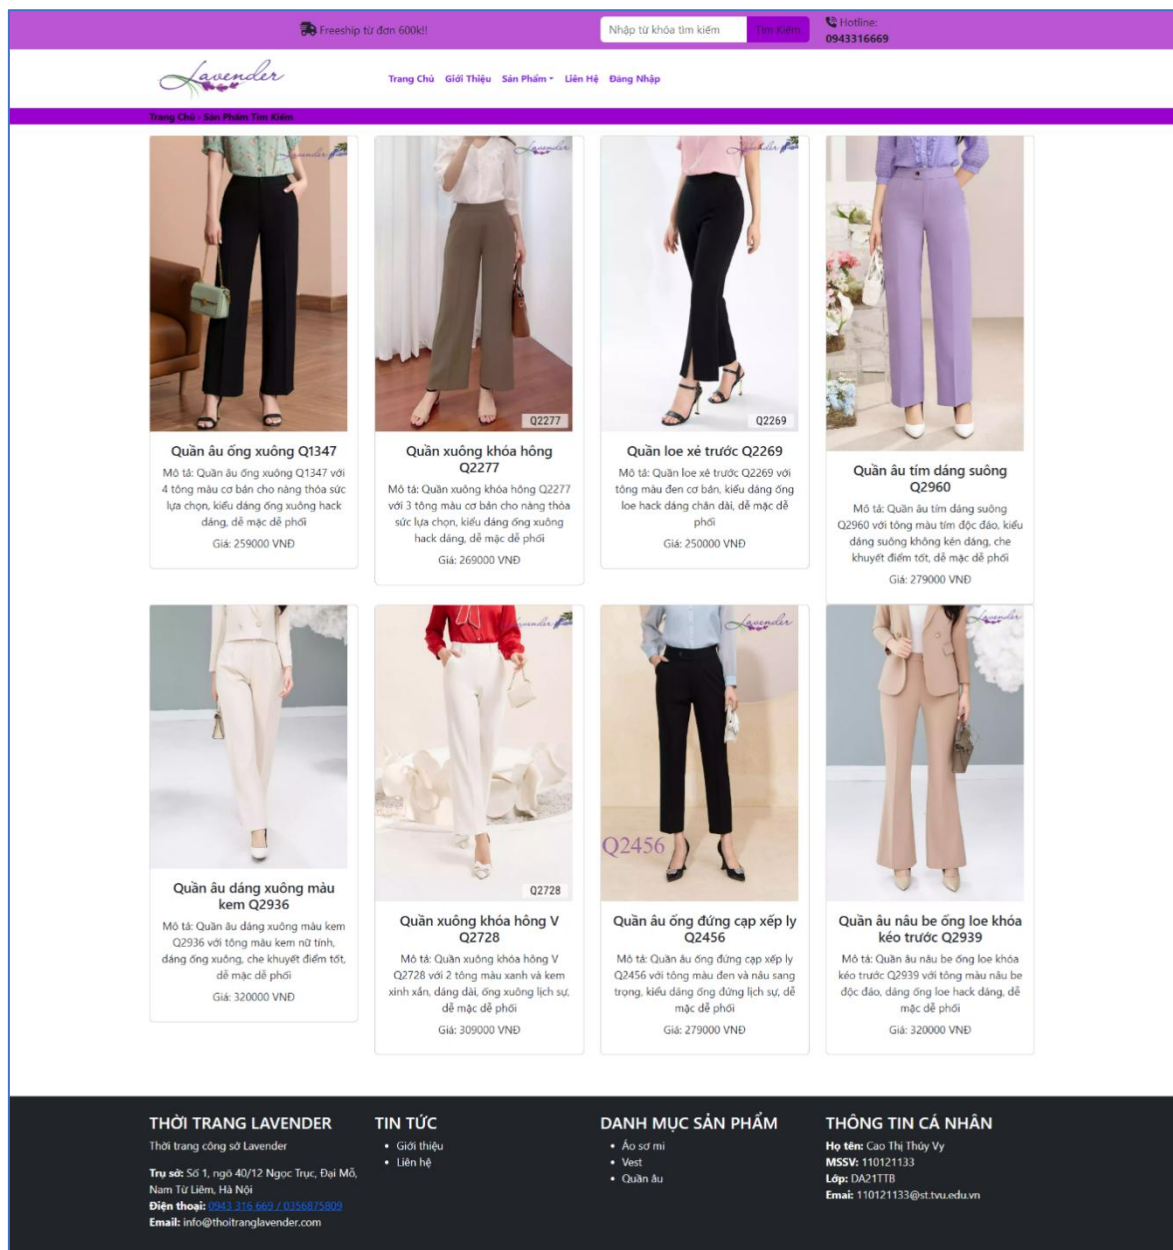 Freeship từ đơn 600k!!
Nhập từ khóa tìm kiếm
Tìm Kiếm
Hotline:
0943316669
Lavender
Trang Chủ Giới Thiệu Sản Phẩm Liên Hệ Đăng Nhập
Trang Chủ › Sản Phẩm Tìm Kiếm
Lavender
Quần âu ống xuông Q1347
Mô tả: Quần âu ống xuông Q1347 với
4 tông màu cơ bản cho nàng thỏa sức
lựa chọn, kiểu dáng ống xuông hack
dáng, dễ mặc dễ phối
Giá: 259000 VNĐ
Lavender
Q2277
Quần xuông khóa hông
Q2277
Mô tả: Quần xuông khóa hông Q2277
với 3 tông màu cơ bản cho nàng thỏa
sức lựa chọn, kiểu dáng ống xuông
hack dáng, dễ mặc dễ phối
Giá: 269000 VNĐ
Lavender
Q2269
Quần loe xẻ trước Q2269
Mô tả: Quần loe xẻ trước Q2269 với
tông màu đen cơ bản, kiểu dáng ống
loe hack dáng chân dài, dễ mặc dễ
phối
Giá: 250000 VNĐ
Lavender
Quần âu tím dáng suông
Q2960
Mô tả: Quần âu tím dáng suông
Q2960 với tông màu tím độc đáo, kiểu
dáng suông không kén dáng, che
khuyết điểm tốt, dễ mặc dễ phối
Giá: 279000 VNĐ
Quần âu dáng xuông màu
kem Q2936
Mô tả: Quần âu dáng xuông màu kem
Q2936 với tông màu kem nữ tính,
dáng ống xuông, che khuyết điểm tốt,
dễ mặc dễ phối
Giá: 320000 VNĐ
Lavender
Q2728
Quần xuông khóa hông V
Q2728
Mô tả: Quần xuông khóa hông V
Q2728 với 2 tông màu xanh và kem
xinh xắn, dáng dài, ống xuông lịch sự,
dễ mặc dễ phối
Giá: 309000 VNĐ
Lavender
Q2456
Quần âu ống đứng cạp xếp ly
Q2456
Mô tả: Quần âu ống đứng cạp xếp ly
Q2456 với tông màu đen và nâu sang
trọng, kiểu dáng ống đứng lịch sự, dễ
mặc dễ phối
Giá: 279000 VNĐ
Lavender
Quần âu nâu be ống loe khóa
kéo trước Q2939
Mô tả: Quần âu nâu be ống loe khóa
kéo trước Q2939 với tông màu nâu be
độc đáo, dáng ống loe hack dáng, dễ
mặc dễ phối
Giá: 320000 VNĐ
THỜI TRANG LAVENDER
Thời trang công sở Lavender
Trụ sở: Số 1, ngõ 40/12 Ngọc Trục, Đại Mỗ,
Nam Từ Liêm, Hà Nội
Điện thoại: 0943 316 669 / 0356875809
Email: info@thoitranglavender.com
TIN TỨC
• Giới thiệu
• Liên hệ
DANH MỤC SẢN PHẨM
• Áo sơ mi
• Vest
• Quần âu
THÔNG TIN CÁ NHÂN
Họ tên: Cao Thị Thúy Vy
MSSV: 110121133
Lớp: DA21TTB
Emai: 110121133@st.tvu.edu.vn